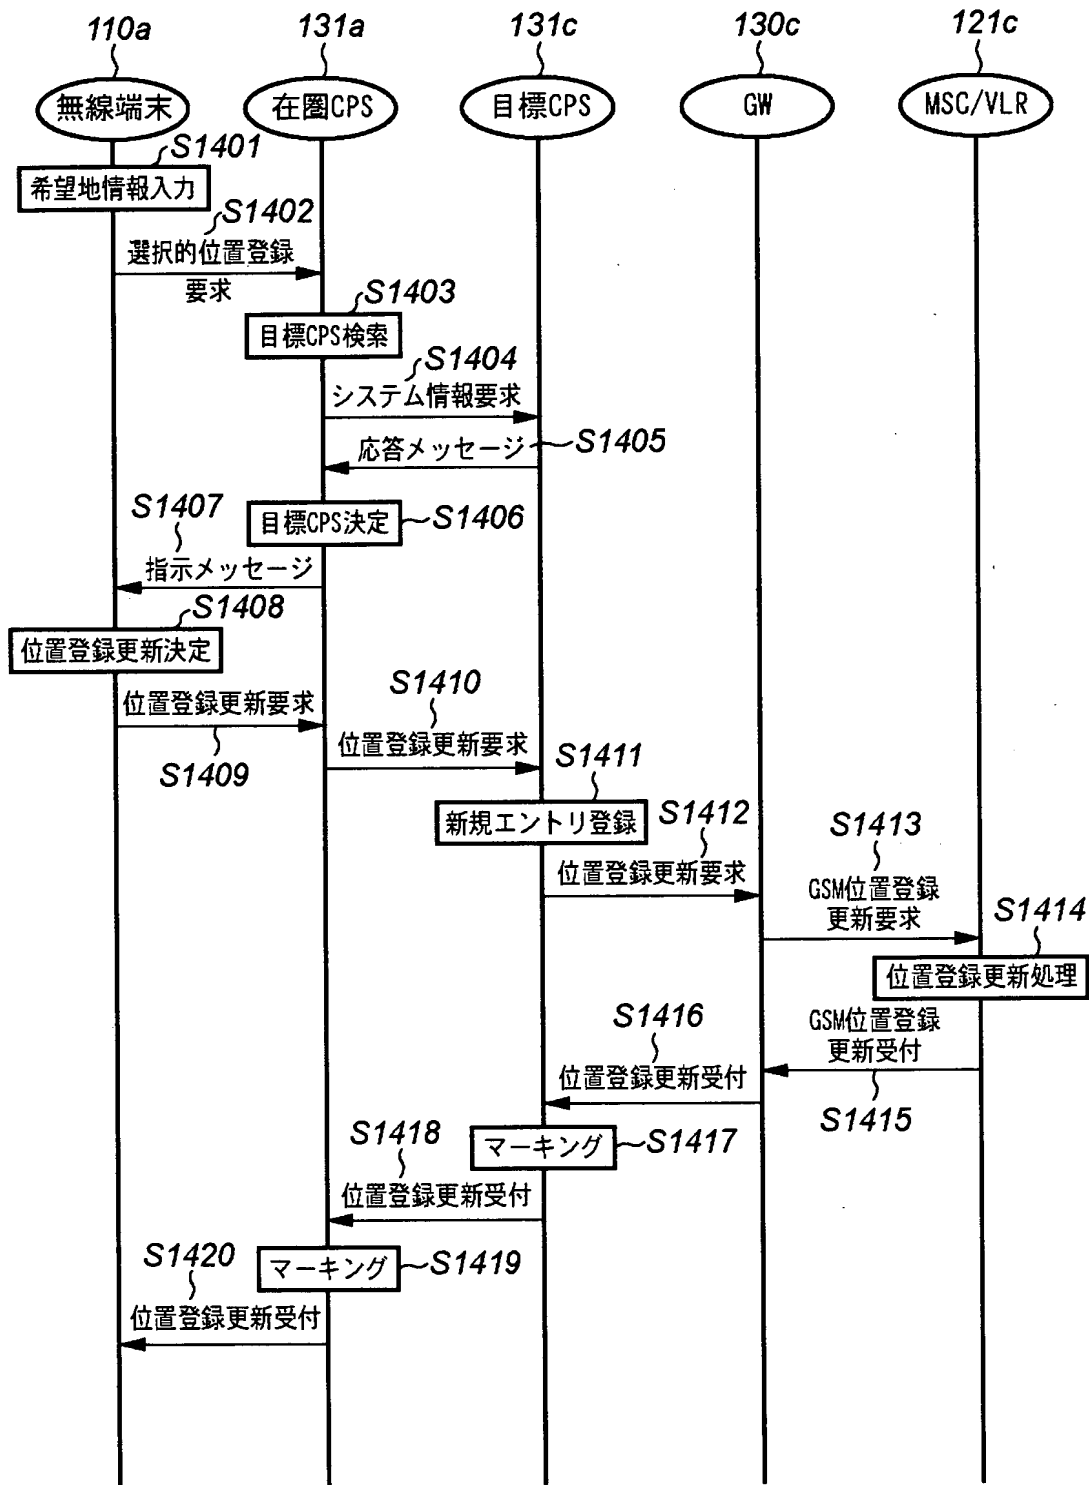 110a
131a
131c
130c
121c
無線端末
在圏CPS
目標CPS
GW
MSC/VLR
S1401
希望地情報入力
S1402
選択的位置登録
要求
S1403
目標CPS検索
S1404
システム情報要求
応答メッセージ
S1405
目標CPS決定
S1406
S1407
指示メッセージ
S1408
位置登録更新決定
位置登録更新要求
S1409
S1410
位置登録更新要求
S1411
新規エントリ登録
S1412
位置登録更新要求
S1413
GSM位置登録
更新要求
S1414
位置登録更新処理
GSM位置登録
更新受付
S1415
S1416
位置登録更新受付
マーキング
S1417
S1418
位置登録更新受付
マーキング
S1419
S1420
位置登録更新受付